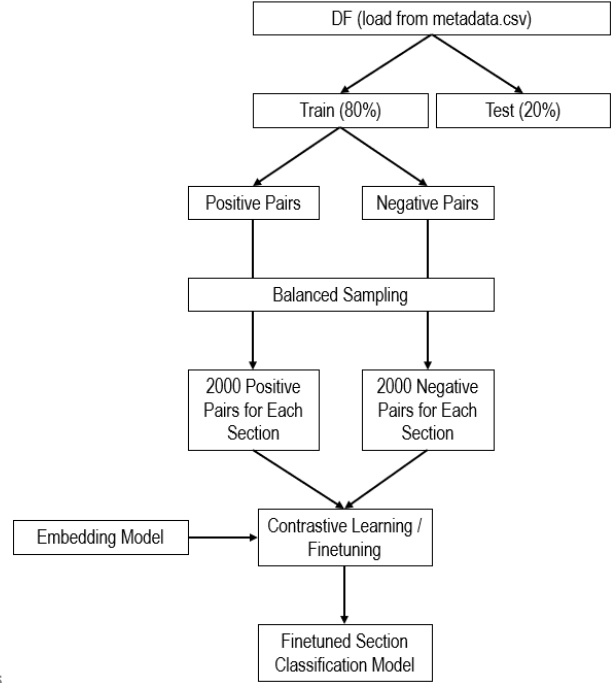 DF (load from metadata.csv)
Train (80%)
Test (20%)
Positive Pairs
Negative Pairs
Balanced Sampling
2000 Positive
Pairs for Each
Section
2000 Negative
Pairs for Each
Section
Embedding Model
Contrastive Learning /
Finetuning
Finetuned Section
Classification Model
s